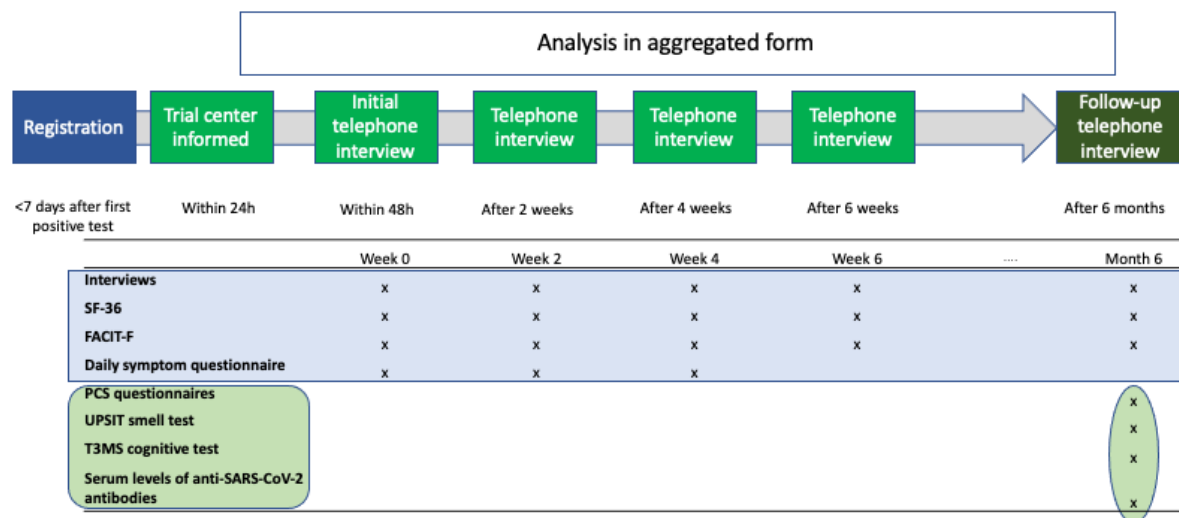 Analysis in aggregated form
Registration
Trial center
informed
Initial
telephone
interview
Telephone
interview
Telephone
interview
Telephone
interview
Follow-up
telephone
interview
<7 days after first
positive test
Within 24h
Within 48h
After 2 weeks
After 4 weeks
After 6 weeks
After 6 months
Week 0 Week 2 Week 4 Week 6 .... Month 6
Interviews x x x x x
SF-36 x x x x x
FACIT-F x x x x x
Daily symptom questionnaire x x x
PCS questionnaires x
UPSIT smell test x
T3MS cognitive test x
Serum levels of anti-SARS-CoV-2
antibodies x